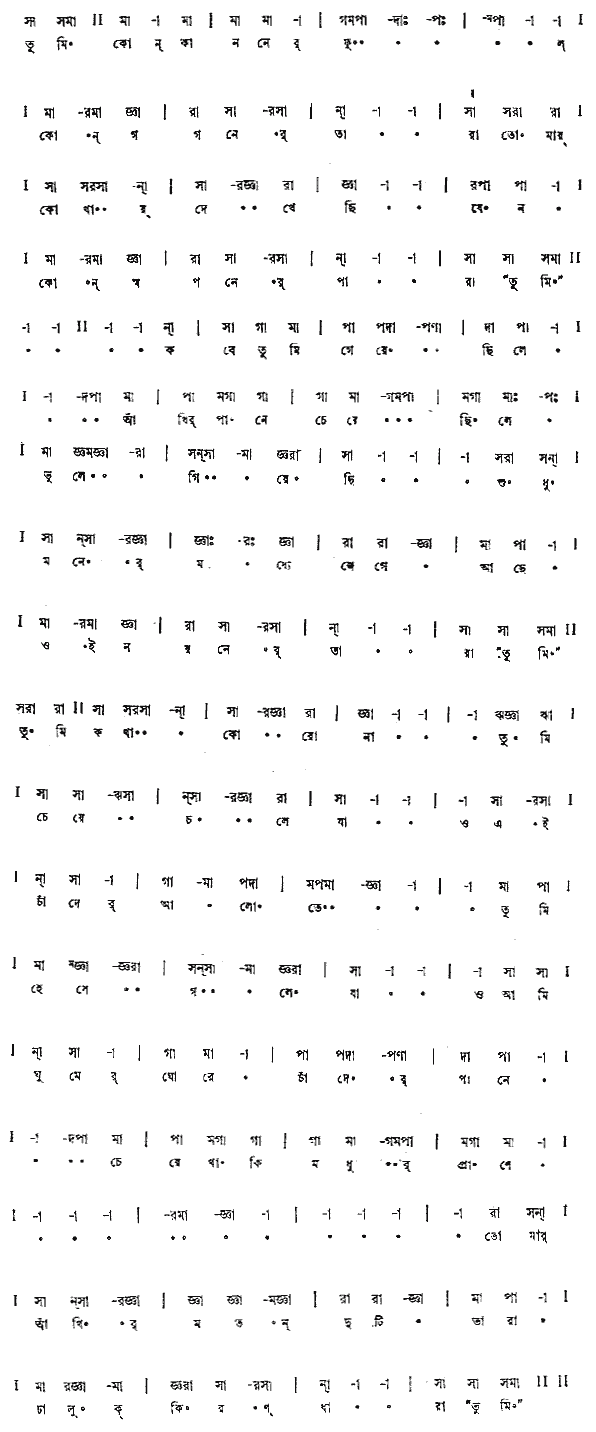 সা সমা II মা -া মা | মা মা -া | গমপা -দাঃ -পঃ | -মপা -া -া I
তু মি॰ কো ন্ কা ন নে র্ ফু॰॰ ॰ ॰ ॰ ॰ ল্
I মা -রমা জ্ঞা | রা সা -রসা | ন্া -া -া | সা সরা রা I
কো ॰ন্ গ গ নে ॰র্ তা ॰ ॰ রা তো॰ মায়্
I সা সরসা -ন্া | সা -রজ্ঞা রা | জ্ঞা -া -া | রপা পা -া I
কো থা॰॰ য়্ দে ॰॰ খে ছি ॰ ॰ যে॰ ন ॰
I মা -রমা জ্ঞা | রা সা -রসা | ন্া -া -া | সা সা সমা II
কো ॰ন্ স্ব প নে ॰র্ পা ॰ ॰ রা "তু মি॰"
-া -া II -া -া ন্া | সা গা মা | পা পদা -পণা | দা পা -া I
॰ ॰ ॰ ॰ ক বে তু মি গে য়ে॰ ॰॰ ছি লে ॰
I -া -দপা মা | পা মগা গা | গা মা -গমপা | মগা মাঃ -পঃ I
॰ ॰॰ আঁ খির্ পা॰ নে চে য়ে ॰॰॰ ছি॰ লে ॰
I মা জ্ঞমজ্ঞা -রা | সন্সা -মা জ্ঞরা | সা -া -া | -া সরা সন্া I
ভু লে॰॰ ॰ গি॰॰ ॰ য়ে॰ ছি ॰ ॰ ॰ শু॰ ধু॰
I সা ন্সা -রজ্ঞা | জ্ঞাঃ -রঃ জ্ঞা | রা রা -জ্ঞা | মা পা -া I
ম নে॰ ॰র্ ম ॰ ধ্যে জে গে ॰ আ ছে ॰
I মা -রমা জ্ঞা | রা সা -রসা | ন্া -া -া | সা সা সমা II
ও ॰ই ন য় নে ॰র্ তা ॰ ॰ রা "তু মি॰"
সরা রা II সা সরসা -ন্া | সা -রজ্ঞা রা | জ্ঞা -া -া | -া ঋজ্ঞা ঋা I
তু॰ মি ক থা॰॰ ॰ কো ॰॰ য়ো না ॰ ॰ ॰ তু॰ মি
I সা সা -ঋসা | ন্সা -রজ্ঞা রা | সা -া -া | -া সা -রসা I
চে য়ে ॰॰ চ॰ ॰॰ লে যা ॰ ॰ ও এ ॰ই
I ন্া সা -া | গা -মা পদা | মপমা -জ্ঞা -া | -া মা পা I
চাঁ দে র্ আ ॰ লো॰ তে॰॰ ॰ ॰ ॰ তু মি
I মা মজ্ঞা -জ্ঞরা | সন্সা -মা জ্ঞরা | সা -া -া | -া সা সা I
হে সে ॰॰ গ॰॰ ॰ লে॰ যা ॰ ॰ ও আ মি
I ন্া সা -া | গা মা -া | পা পদা -পণা | দা পা -া I
ঘু মে র্ ঘো রে ॰ চাঁ দে॰ ॰র্ পা নে ॰
I -া -দপা মা | পা মগা গা | গা মা -গমপা | মগা মা -া I
॰ ॰॰ চে য়ে থা॰ কি ম ধু ॰॰র্ প্রা॰ ণে ॰
I -া -া -া | -রমা -জ্ঞা -া | -া -া -া | -া রা সন্া I
॰ ॰ ॰ ॰॰ ॰ ॰ ॰ ॰ ॰ ॰ তো মার্
I সা ন্সা -রজ্ঞা | জ্ঞা জ্ঞা -মজ্ঞা | রা রা -জ্ঞা | মা পা -া I
আঁ খি॰ ॰র্ ম ত ॰ন্ দু টি ॰ তা রা ॰
I মা রজ্ঞা -মা | জ্ঞরা সা -রসা | ন্া -া -া | সা সা সমা II II
ঢা লু॰ ক্ কি॰ র ॰ণ্ ধা ॰ ॰ রা "তু মি॰"